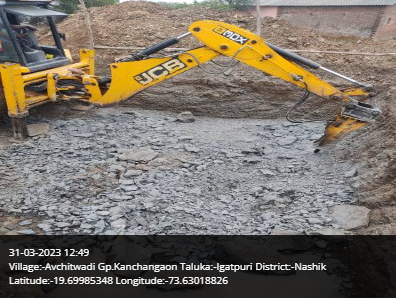 3DX
JCB
31-03-2023 12:49
Village:-Avchitwadi Gp.Kanchangaon Taluka:-Igatpuri District:-Nashik
Latitude:-19.69985348 Longitude:-73.63018826